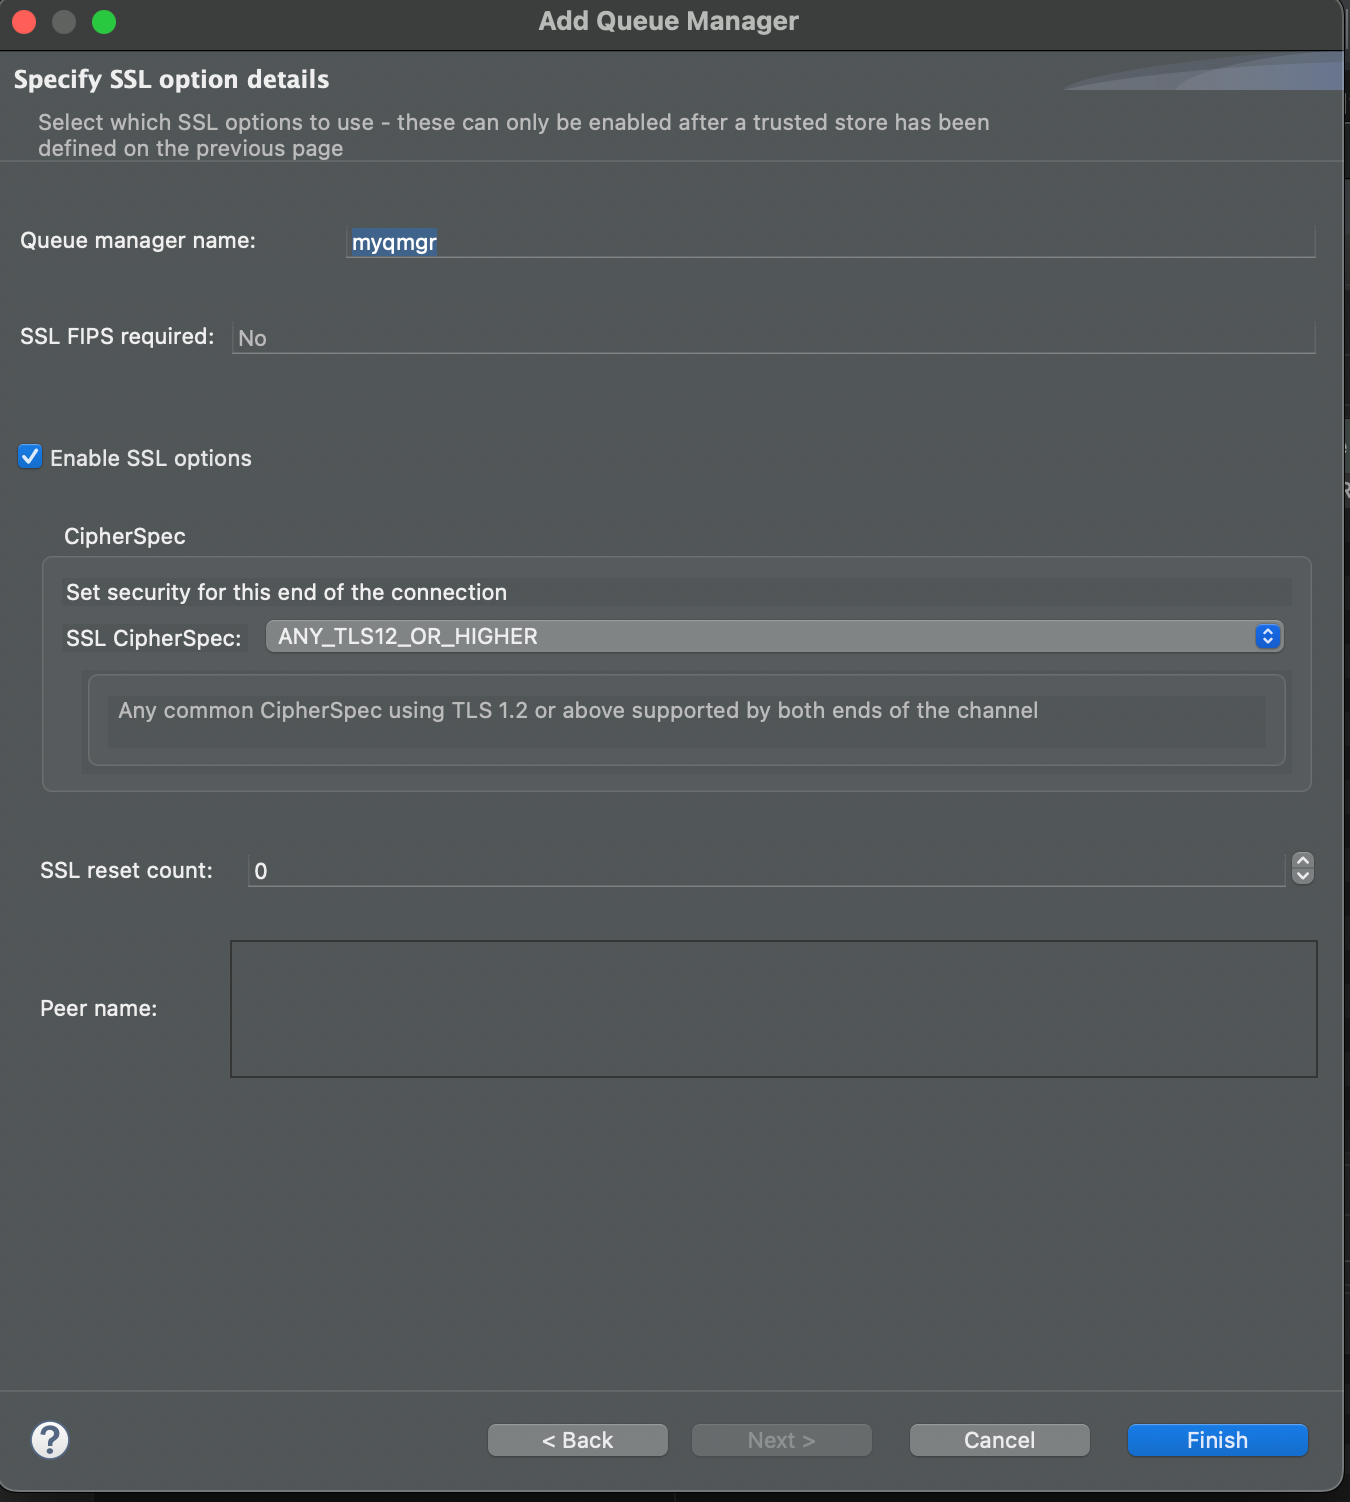 Add Queue Manager
Specify SSL option details
Select which SSL options to use - these can only be enabled after a trusted store has been
defined on the previous page
Queue manager name: myqmgr
SSL FIPS required: No
Enable SSL options
CipherSpec
Set security for this end of the connection
SSL CipherSpec: ANY_TLS12_OR_HIGHER
Any common CipherSpec using TLS 1.2 or above supported by both ends of the channel
SSL reset count: 0
Peer name:
? < Back Next > Cancel Finish